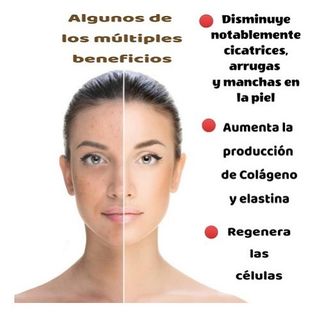 Algunos de
los múltiples
beneficios
Disminuye
notablemente
cicatrices,
arrugas
y manchas en
la piel
Aumenta la
producción
de Colágeno
y elastina
Regenera
las
células